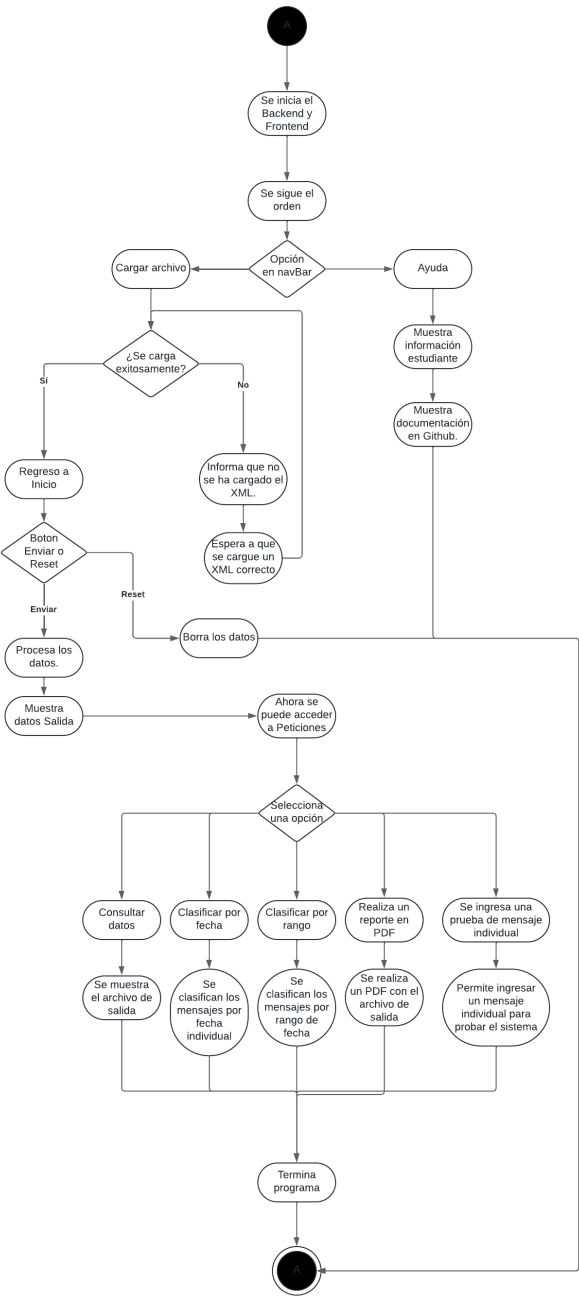 A
Se inicia el
Backend y
Frontend
Se sigue el
orden
Opción
en navBar
Cargar archivo
Ayuda
¿Se carga
exitosamente?
Muestra
información
estudiante
Sí
No
Muestra
documentación
en Github.
Regreso a
Inicio
Informa que no
se ha cargado el
XML.
Boton
Enviar o
Reset
Espera a que
se cargue un
XML correcto
Reset
Enviar
Borra los datos
Procesa los
datos.
Muestra
datos Salida
Ahora se
puede acceder
a Peticiones
Selecciona
una opción
Consultar
datos
Clasificar por
fecha
Clasificar por
rango
Realiza un
reporte en
PDF
Se ingresa una
prueba de mensaje
individual
Se muestra
el archivo de
salida
Se
clasifican los
mensajes por
fecha
individual
Se
clasifican los
mensajes por
rango de
fecha
Se realiza
un PDF con el
archivo de
salida
Permite ingresar
un mensaje
individual para
probar el sistema
Termina
programa
A